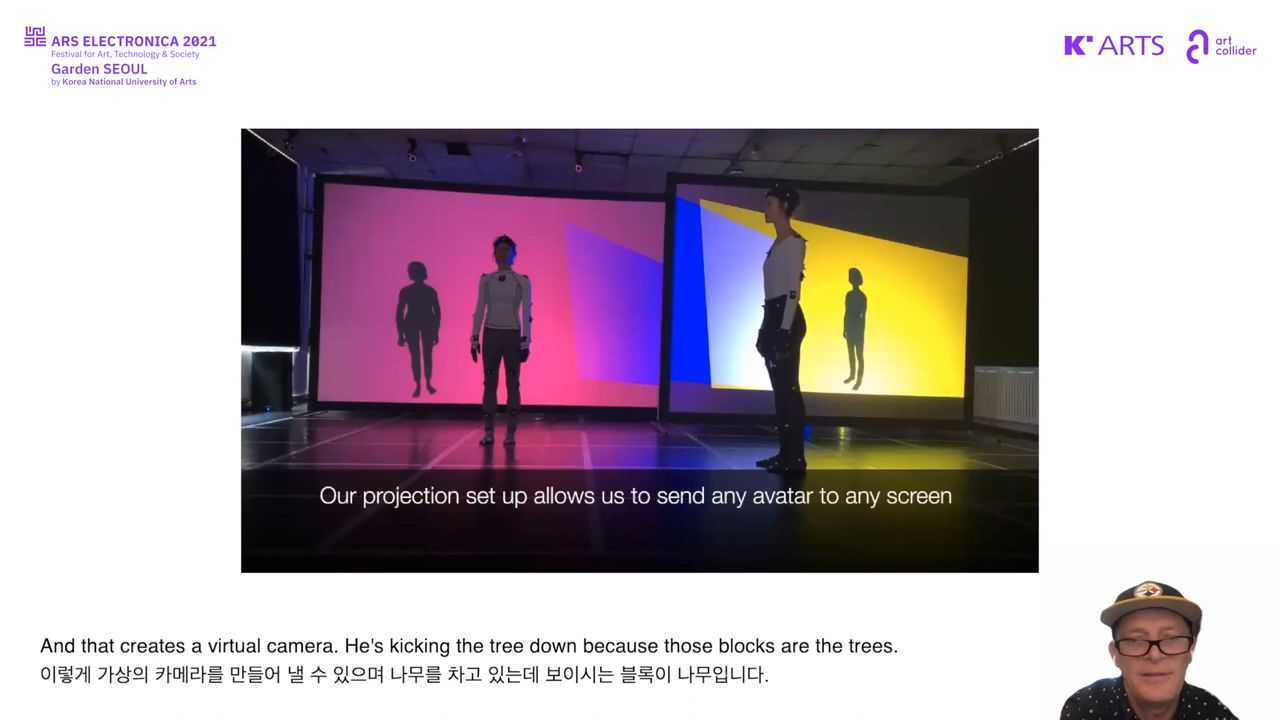 ARS ELECTRONICA 2021
Festival for Art, Technology & Society
Garden SEOUL
by Korea National University of Arts
K ARTS
art
collider
Our projection set up allows us to send any avatar to any screen
And that creates a virtual camera. He's kicking the tree down because those blocks are the trees.
이렇게 가상의 카메라를 만들어 낼 수 있으며 나무를 차고 있는데 보이시는 블록이 나무입니다.